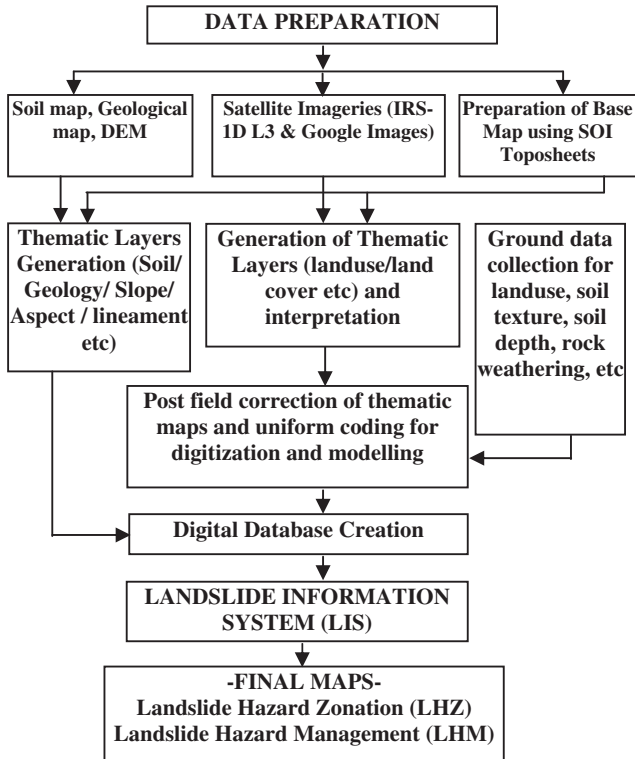 DATA PREPARATION
Soil map, Geological
map, DEM
Satellite Imageries (IRS-
1D L3 & Google Images)
Preparation of Base
Map using SOI
Toposheets
Thematic Layers
Generation (Soil/
Geology/ Slope/
Aspect / lineament
etc)
Generation of Thematic
Layers (landuse/land
cover etc) and
interpretation
Ground data
collection for
landuse, soil
texture, soil
depth, rock
weathering, etc
Post field correction of thematic
maps and uniform coding for
digitization and modelling
Digital Database Creation
LANDSLIDE INFORMATION
SYSTEM (LIS)
-FINAL MAPS-
Landslide Hazard Zonation (LHZ)
Landslide Hazard Management (LHM)